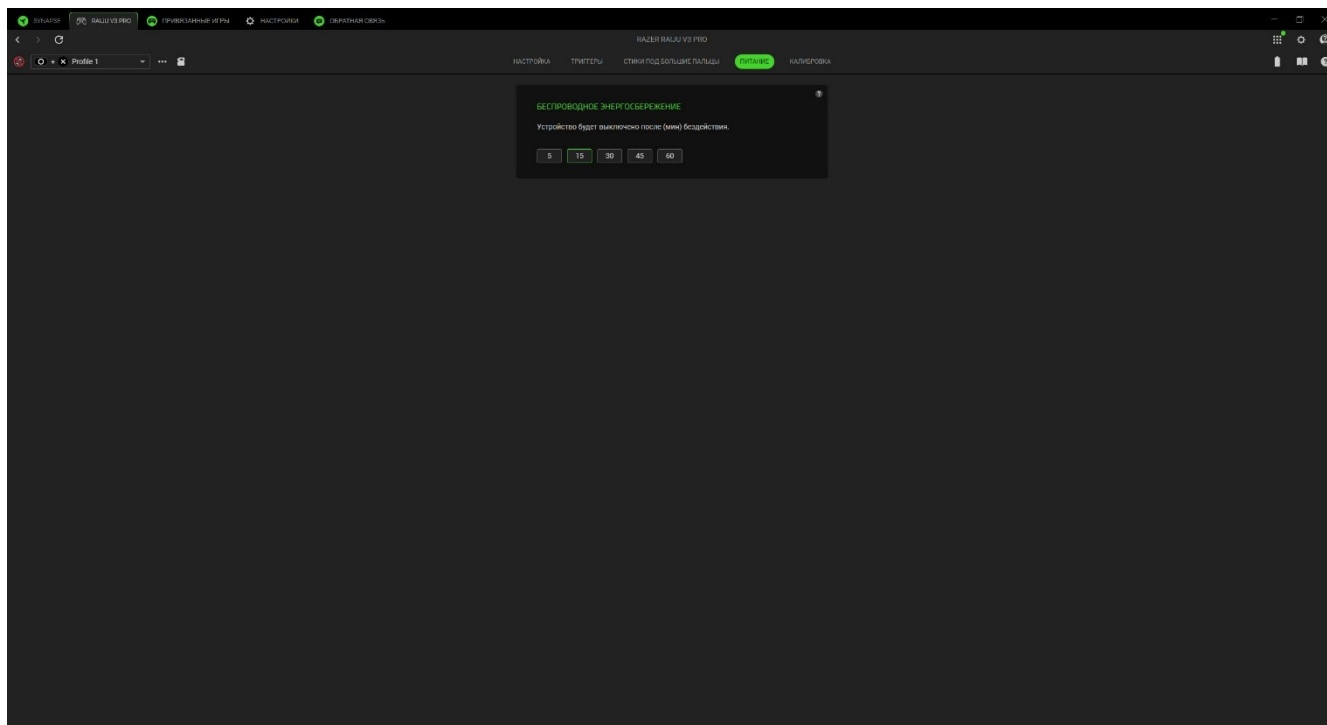 SYNAPSE RAIJU V3 PRO ПРИВЯЗАННЫЕ ИГРЫ НАСТРОЙКИ ОБРАТНАЯ СВЯЗЬ
RAZER RAIJU V3 PRO
Profile 1 НАСТРОЙКА ТРИГГЕРЫ СТИКИ ПОД БОЛЬШИЕ ПАЛЬЦЫ ПИТАНИЕ КАЛИБРОВКА
БЕСПРОВОДНОЕ ЭНЕРГОСБЕРЕЖЕНИЕ
Устройство будет выключено после (мин) бездействия.
5 15 30 45 60